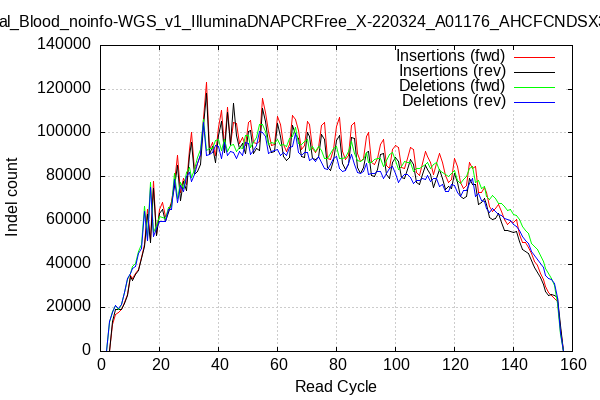 al_Blood_noinfo-WGS_v1_IlluminaDNAPCRFree_X-220324_A01176_AHCFCNDSX
Insertions (fwd)
Insertions (rev)
Deletions (fwd)
Deletions (rev)
Indel count
140000
120000
100000
80000
60000
40000
20000
0
0 20 40 60 80 100 120 140 160
Read Cycle